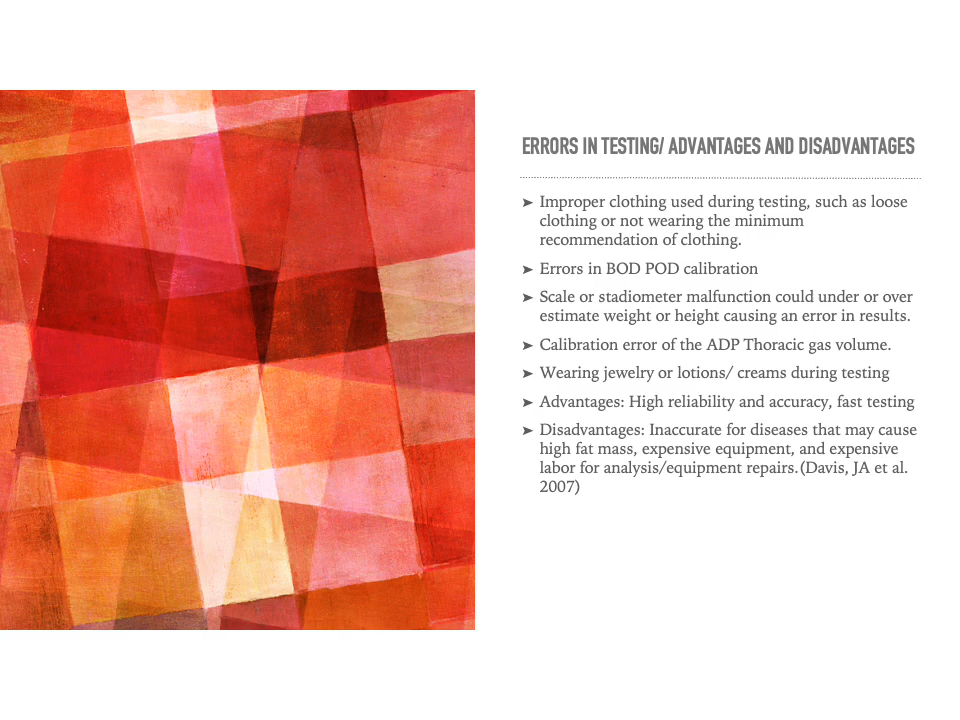 ERRORS IN TESTING/ ADVANTAGES AND DISADVANTAGES
➤ Improper clothing used during testing, such as loose
clothing or not wearing the minimum
recommendation of clothing.
➤ Errors in BOD POD calibration
➤ Scale or stadiometer malfunction could under or over
estimate weight or height causing an error in results.
➤ Calibration error of the ADP Thoracic gas volume.
➤ Wearing jewelry or lotions/ creams during testing
➤ Advantages: High reliability and accuracy, fast testing
➤ Disadvantages: Inaccurate for diseases that may cause
high fat mass, expensive equipment, and expensive
labor for analysis/equipment repairs.(Davis, JA et al.
2007)